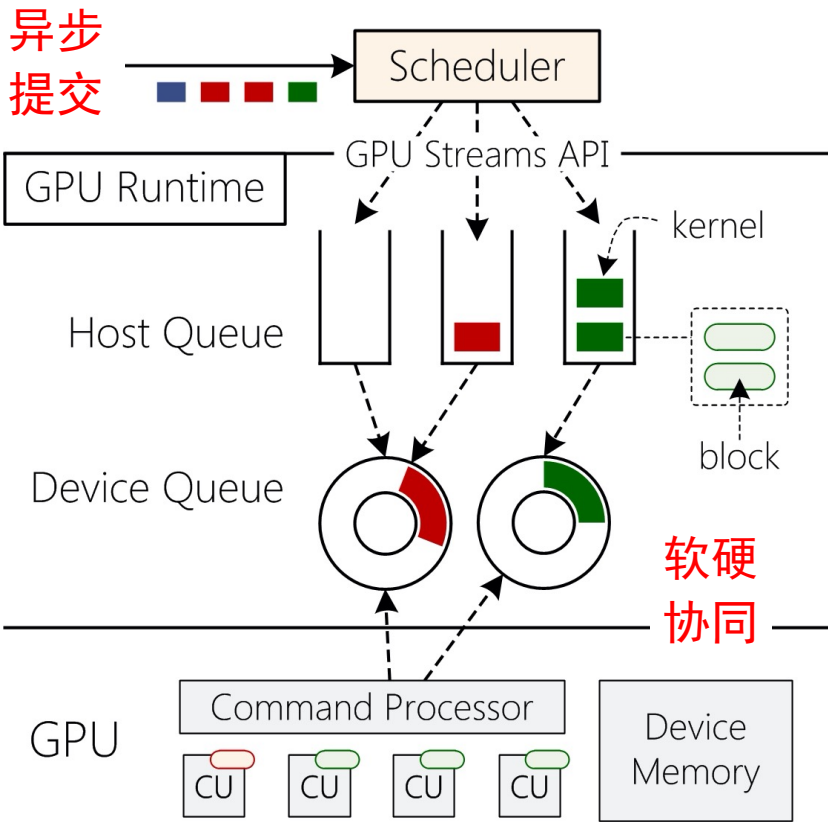 异步
提交
Scheduler
GPU Streams API
GPU Runtime
kernel
Host Queue
block
Device Queue
软硬
协同
Command Processor
GPU
Device
Memory
CU
CU
CU
CU